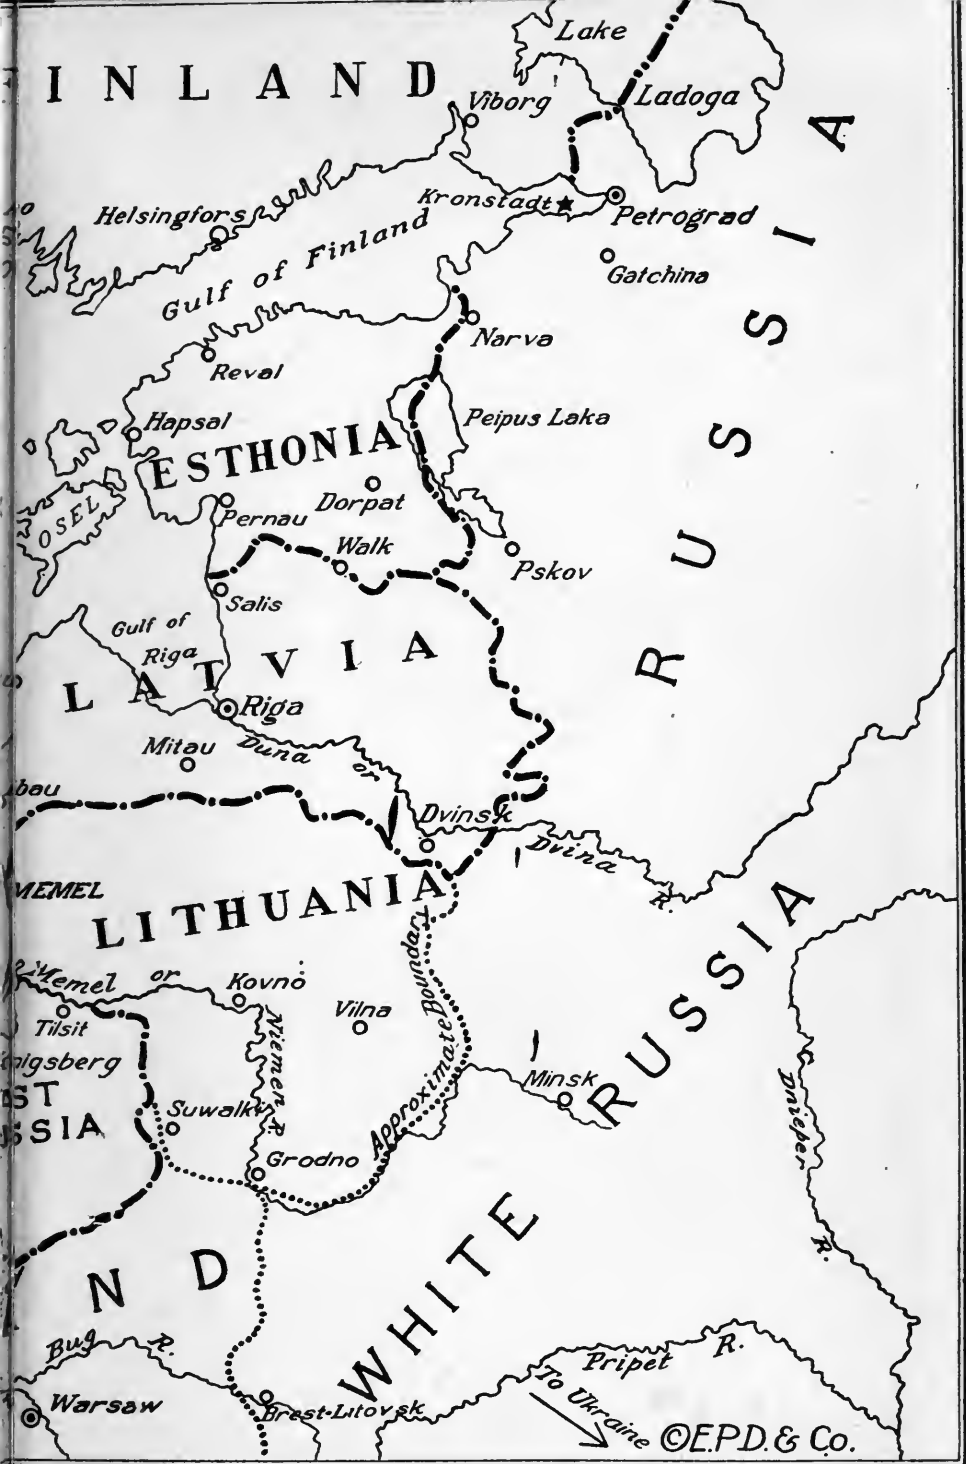 Lake
INLAND
Viborg
Ladoga
Kronstadt
Petrograd
Helsingfors
Gulf of Finland
Gatchina
RUSSIA
Narva
Reval
Peipus Laka
Hapsal
ESTHONIA
OSEL
Pernau
Dorpat
Walk
Pskov
Salis
Gulf of
Riga
LATVIA
Riga
Mitau
Duna or
bau
Dvinsk
Dvina R.
MEMEL
LITHUANIA
Memel or
Kovno
Niemen R.
Tilsit
Vilna
Approximate Boundary
nigsberg
ST
SSIA
Suwalki
Minsk
Grodno
WHITE RUSSIA
Dnieper R.
N D
Bug R.
Pripet R.
Warsaw
Brest-Litovsk
To Ukraine
©E.P.D. & Co.